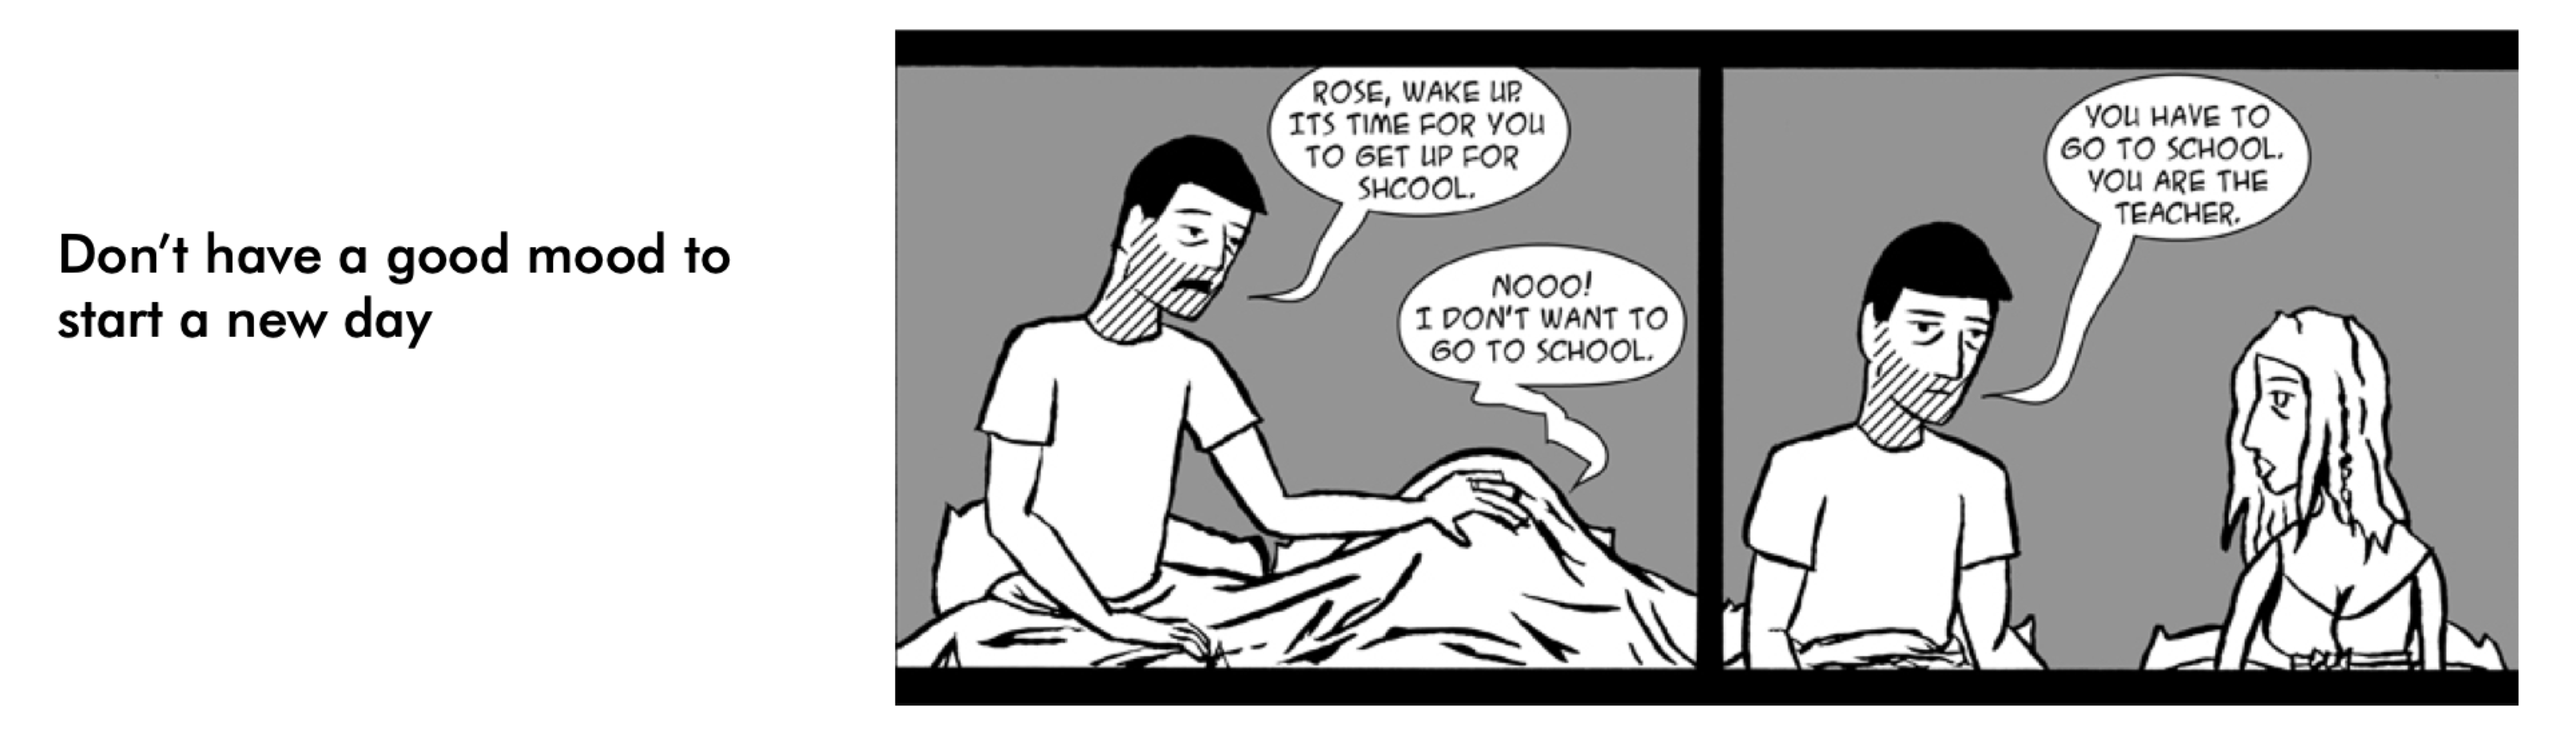 Don't have a good mood to
start a new day
ROSE, WAKE UP.
ITS TIME FOR YOU
TO GET UP FOR
SHCOOL.
NOOO!
I DON'T WANT TO
GO TO SCHOOL.
YOU HAVE TO
GO TO SCHOOL.
YOU ARE THE
TEACHER.